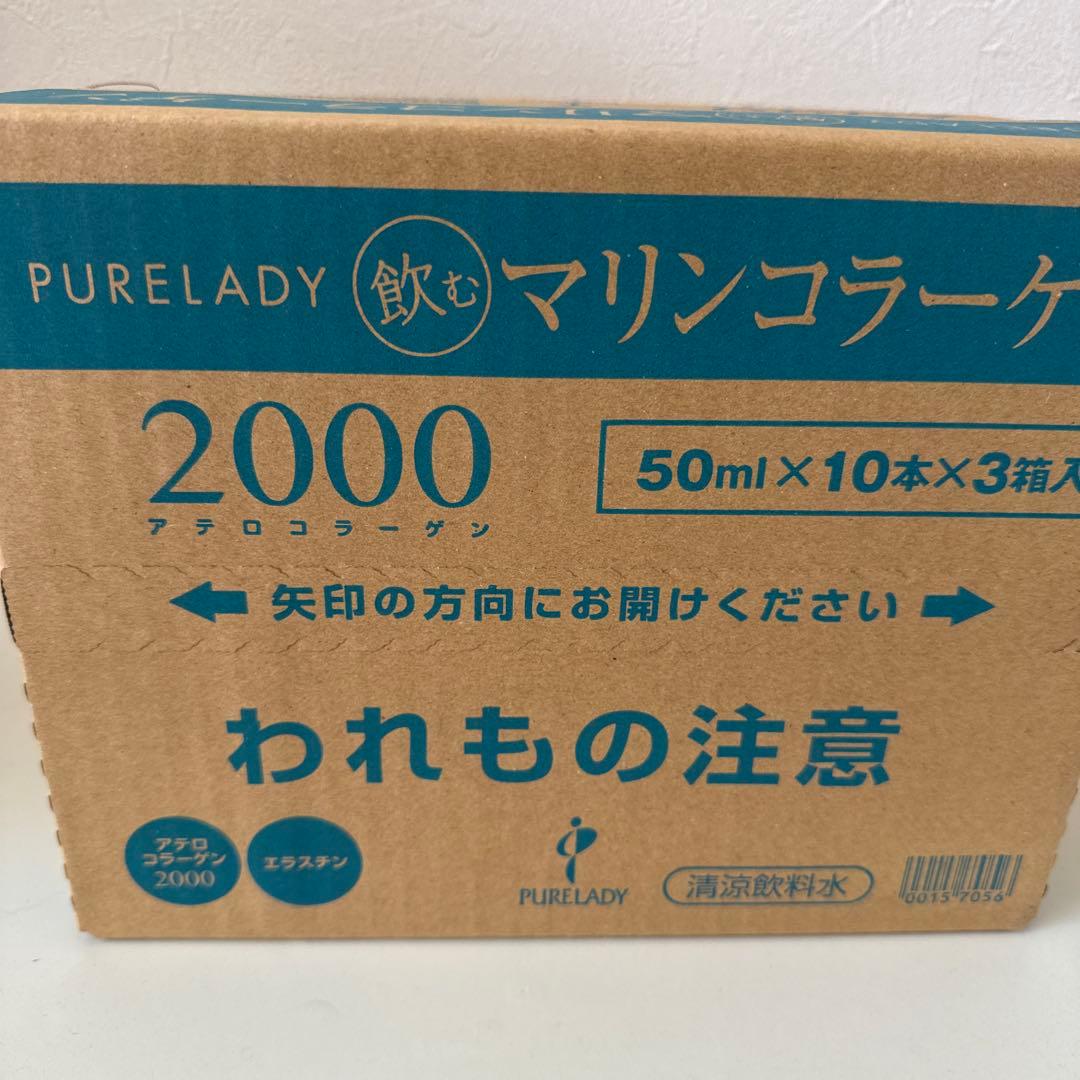 PURELADY 飲む マリンコラーケ
2000
アテロコラーゲン
50ml×10本×3箱入
矢印の方向にお開けください
われもの注意
アテロ
コラーゲン
2000
エラスチン
PURELADY
清涼飲料水
0015 7056